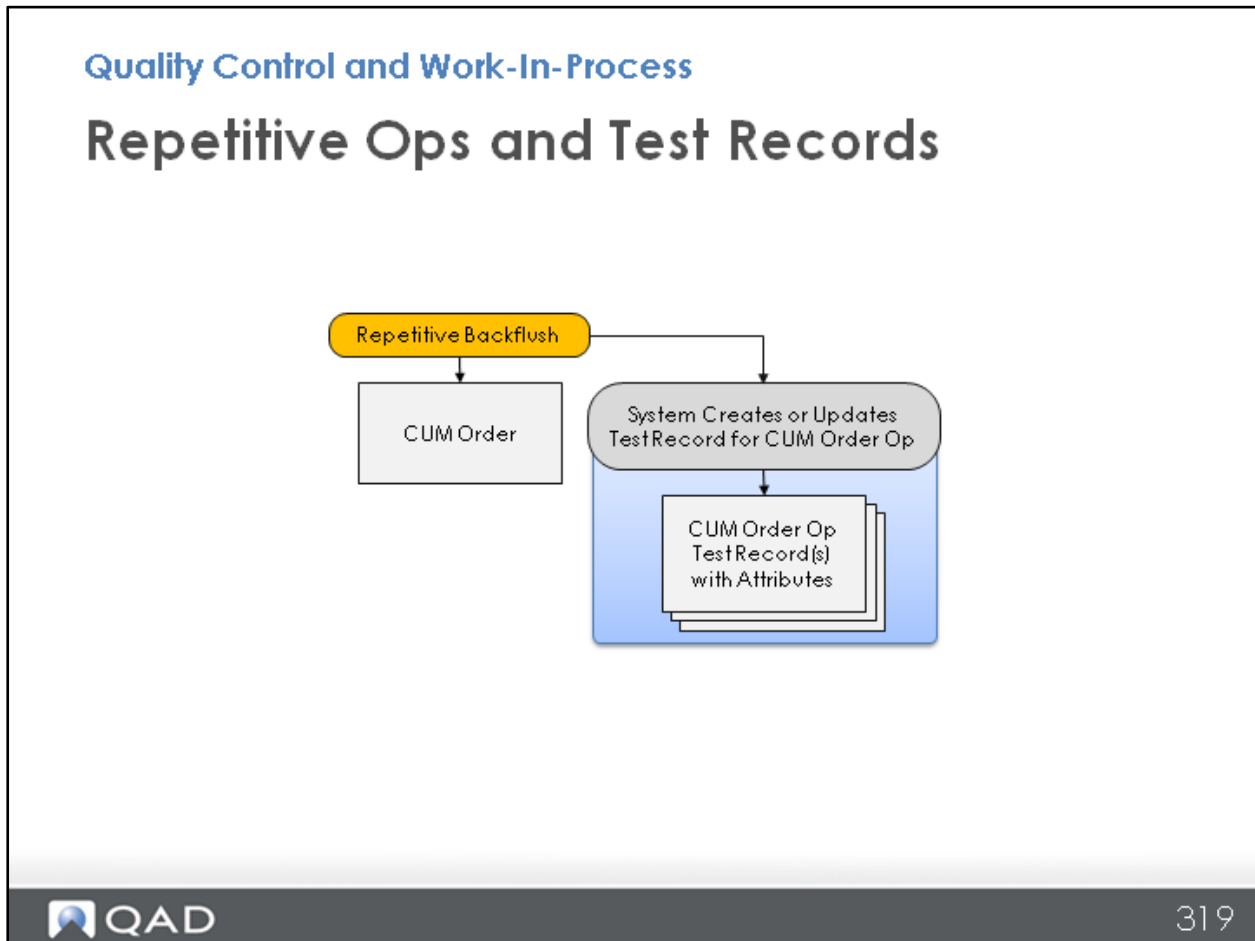 Quality Control and Work-In-Process
Repetitive Ops and Test Records
Repetitive Backflush
CUM Order
System Creates or Updates
Test Record for CUM Order Op
CUM Order Op
Test Record(s)
with Attributes
QAD
319